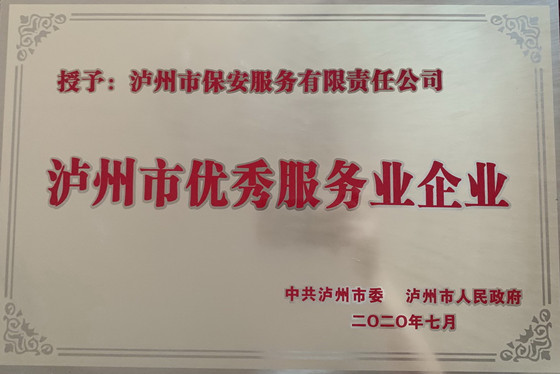 授予：泸州市保安服务有限责任公司
泸州市优秀服务业企业
中共泸州市委 泸州市人民政府
二〇二〇年七月